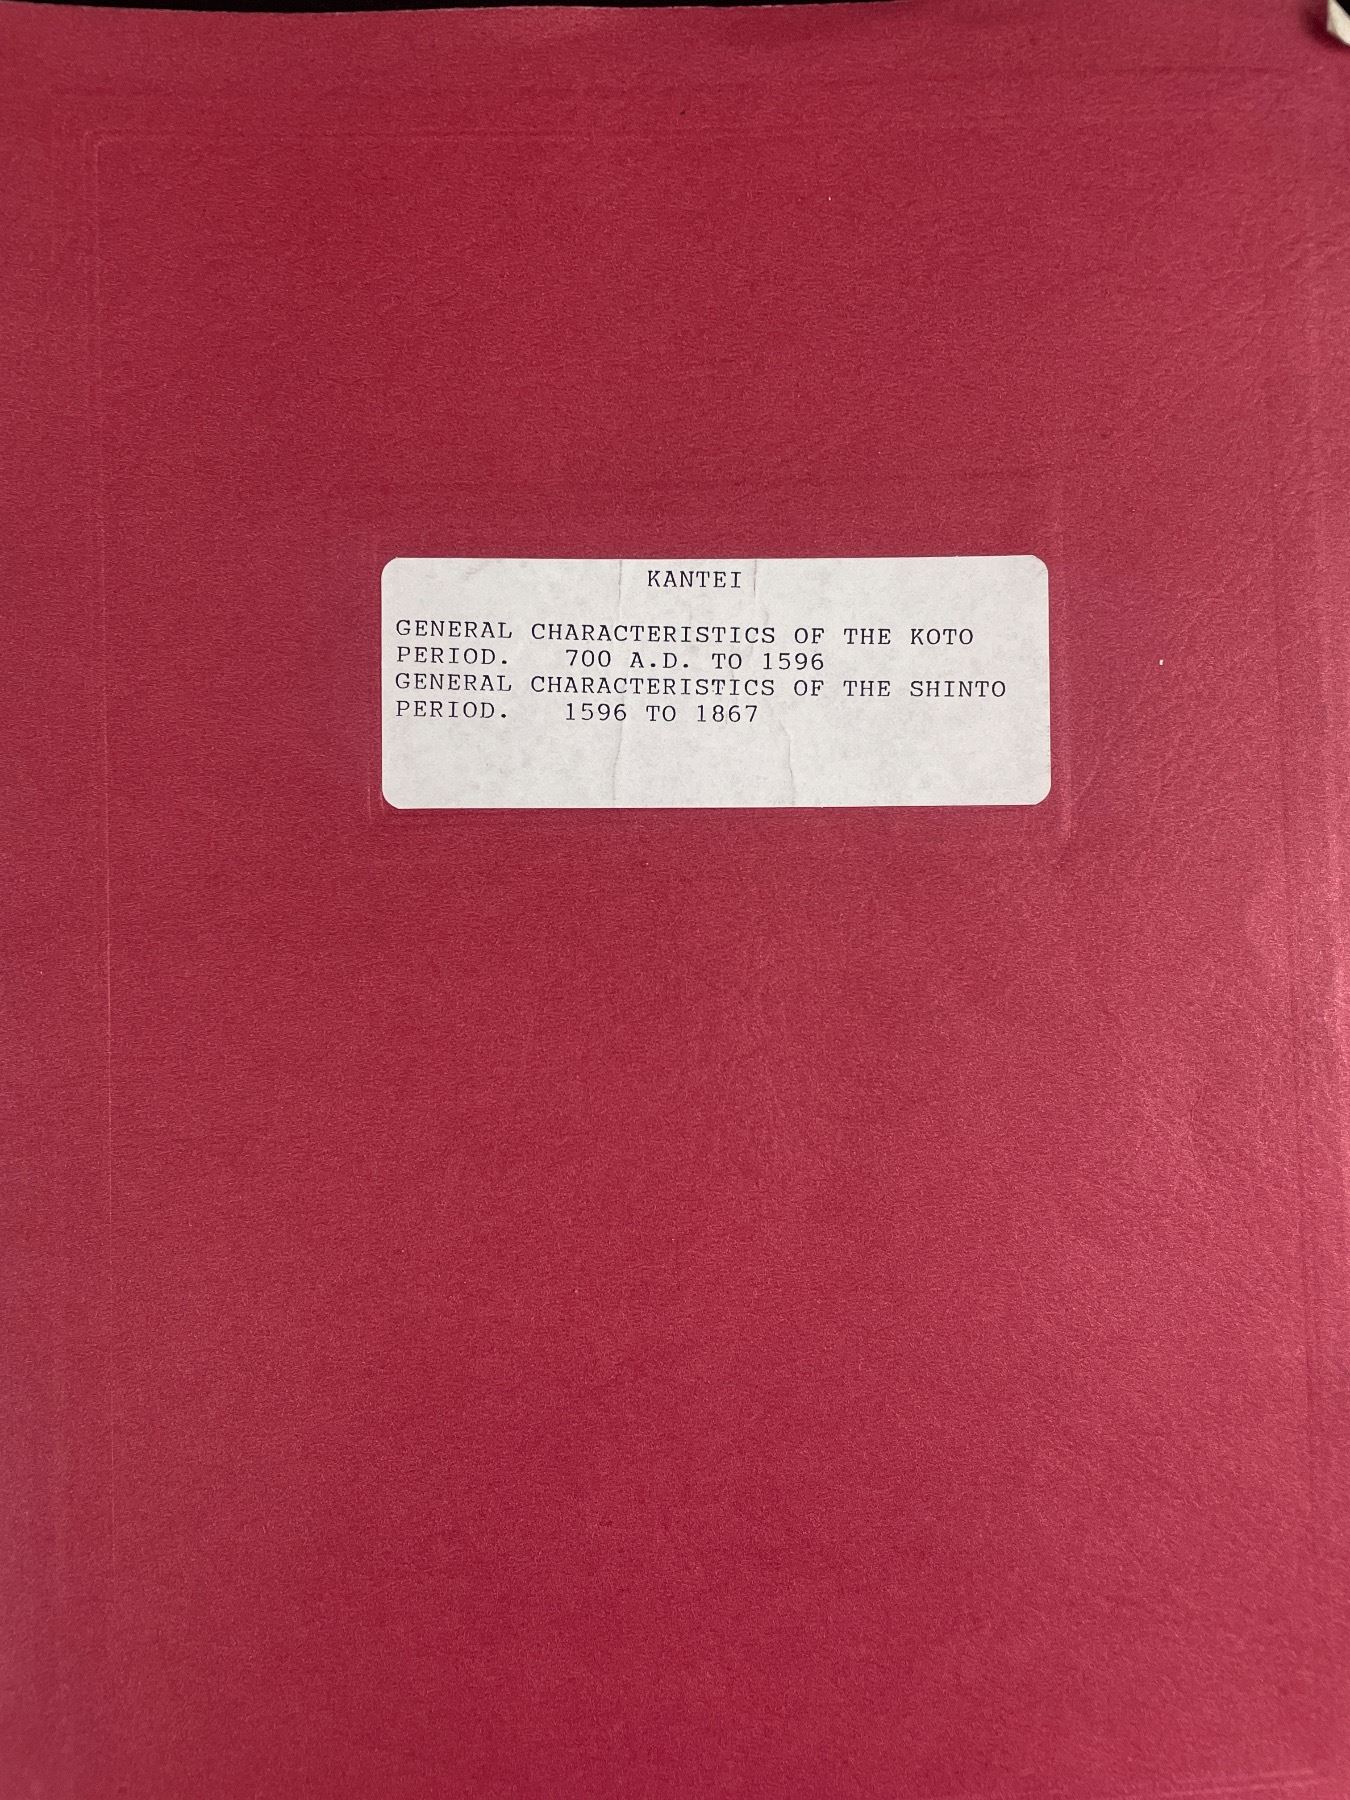 KANTEI
GENERAL CHARACTERISTICS OF THE KOTO
PERIOD. 700 A.D. TO 1596
GENERAL CHARACTERISTICS OF THE SHINTO
PERIOD. 1596 TO 1867